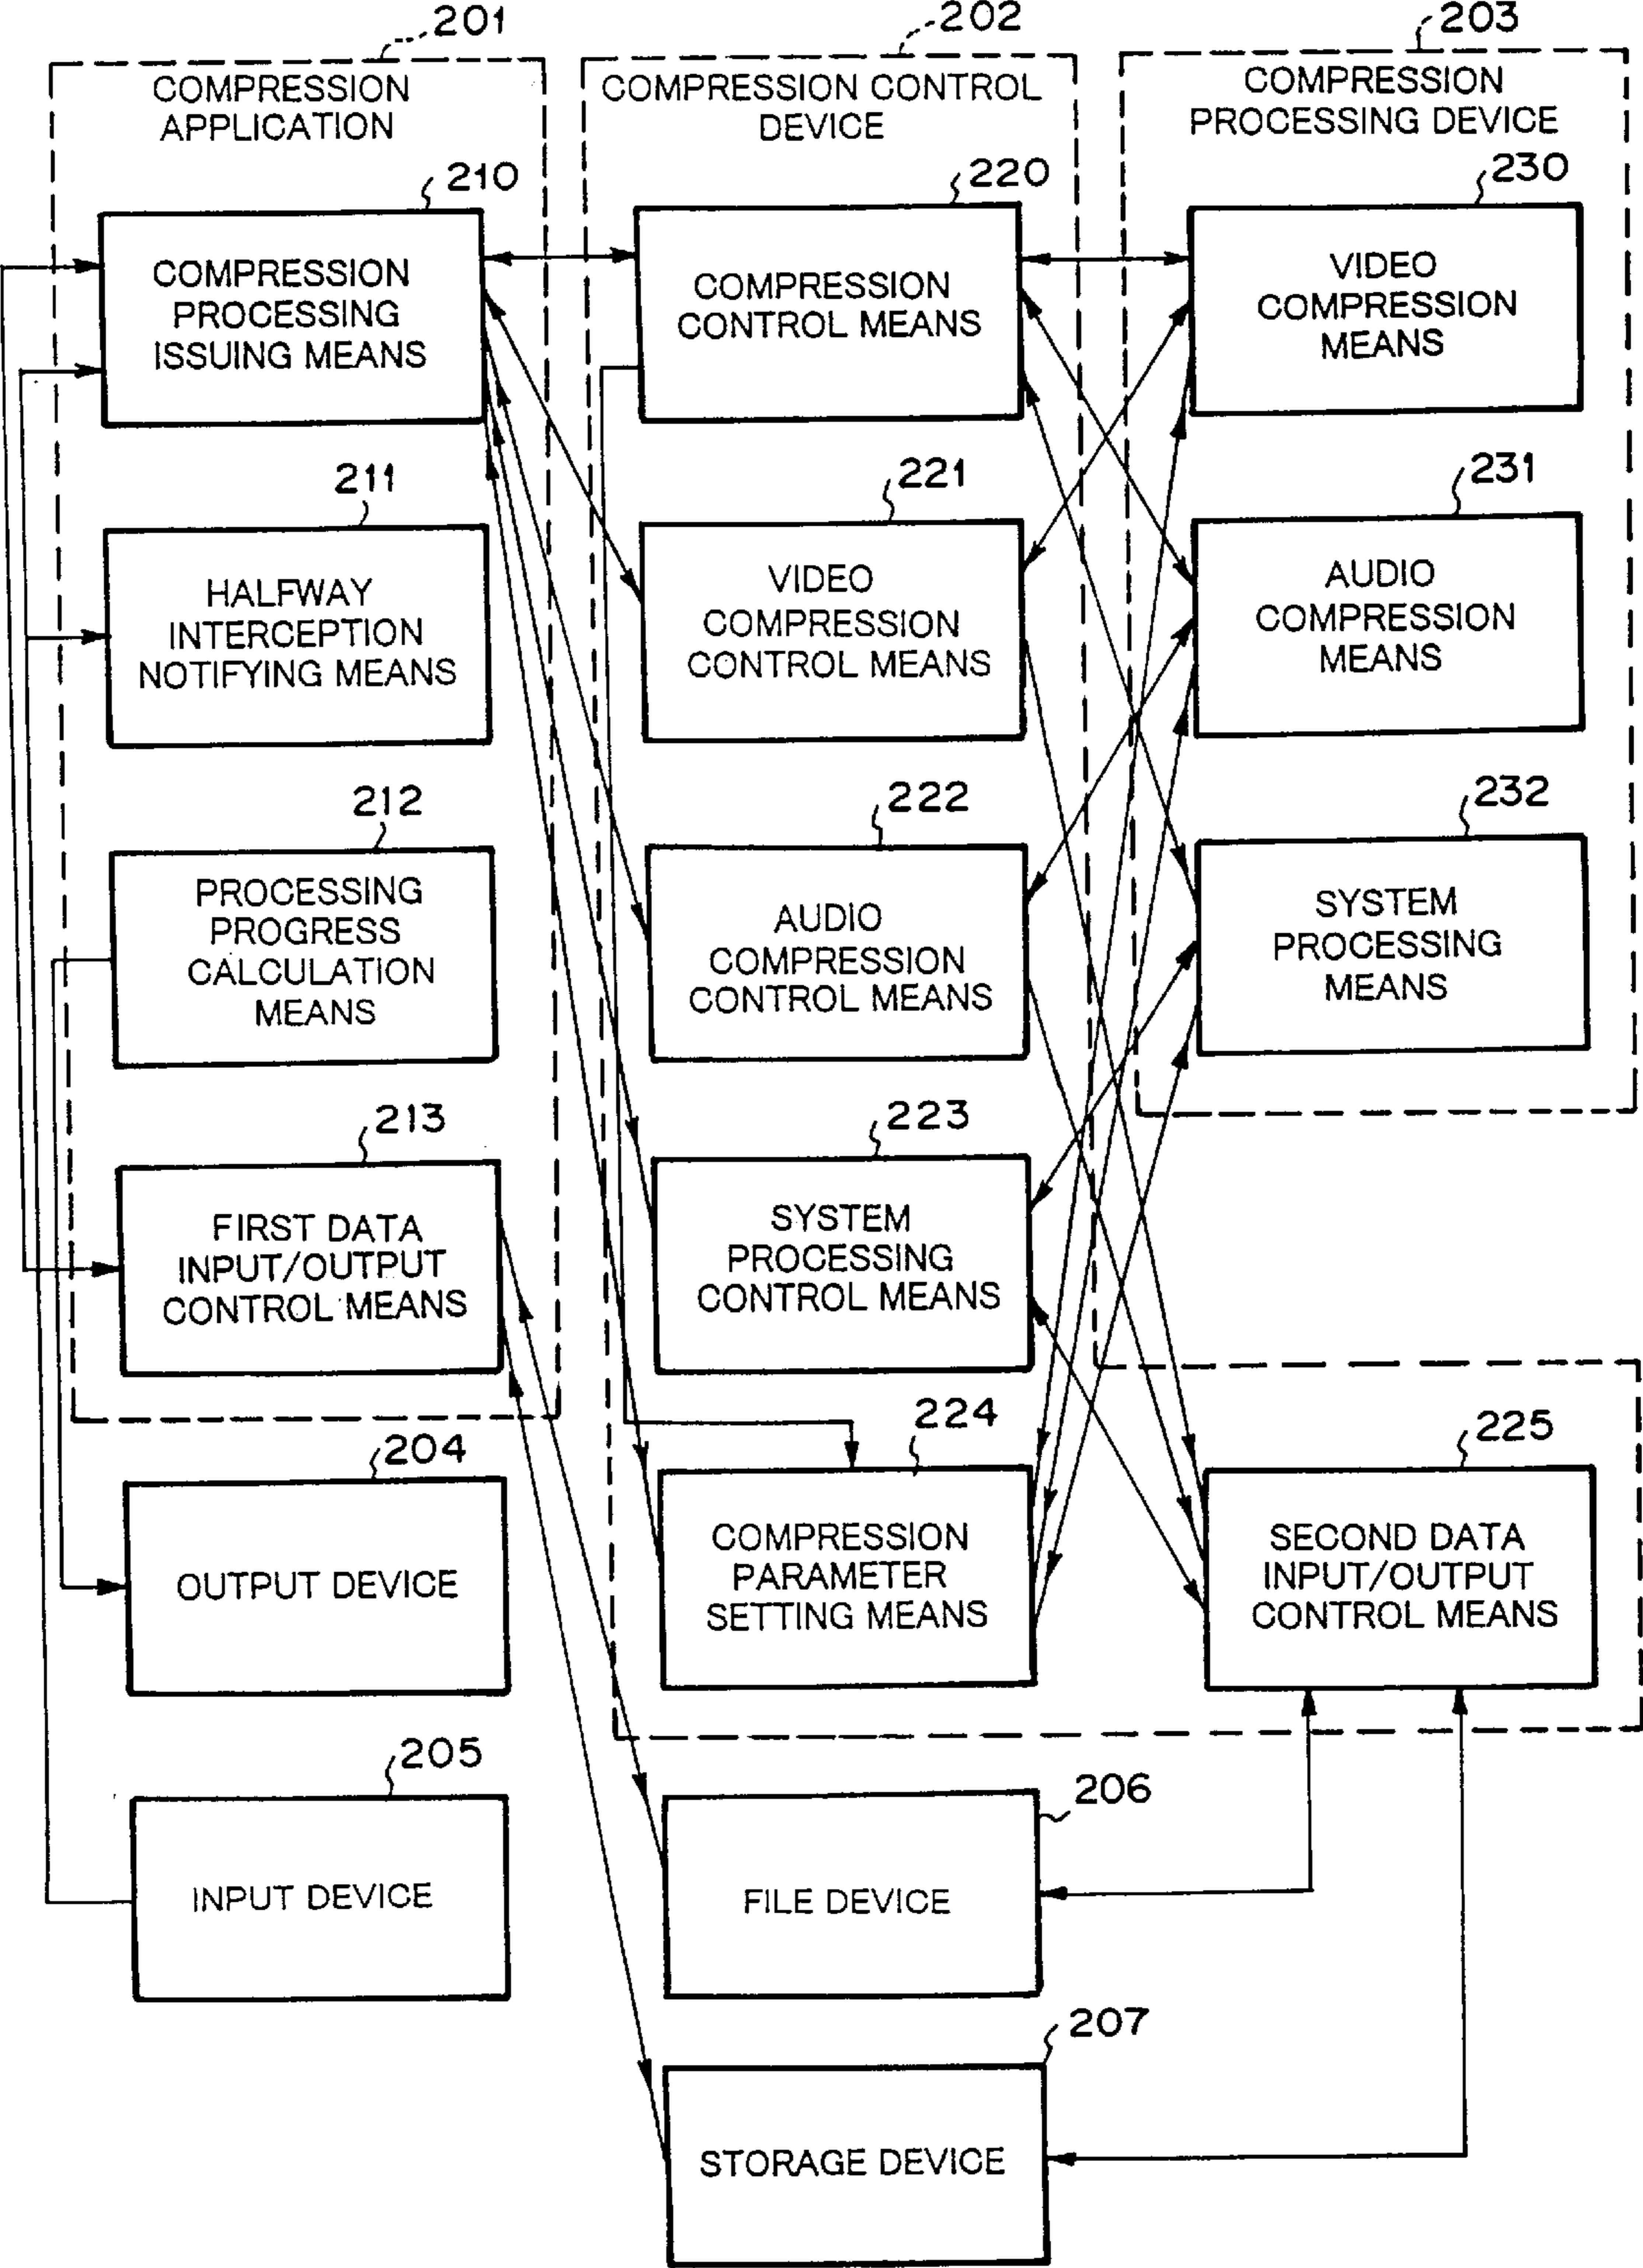 201
202
203
COMPRESSION
APPLICATION
COMPRESSION CONTROL
DEVICE
COMPRESSION
PROCESSING DEVICE
210
COMPRESSION
PROCESSING
ISSUING MEANS
220
COMPRESSION
CONTROL MEANS
230
VIDEO
COMPRESSION
MEANS
211
HALFWAY
INTERCEPTION
NOTIFYING MEANS
221
VIDEO
COMPRESSION
CONTROL MEANS
231
AUDIO
COMPRESSION
MEANS
212
PROCESSING
PROGRESS
CALCULATION
MEANS
222
AUDIO
COMPRESSION
CONTROL MEANS
232
SYSTEM
PROCESSING
MEANS
213
FIRST DATA
INPUT/OUTPUT
CONTROL MEANS
223
SYSTEM
PROCESSING
CONTROL MEANS
204
OUTPUT DEVICE
224
COMPRESSION
PARAMETER
SETTING MEANS
225
SECOND DATA
INPUT/OUTPUT
CONTROL MEANS
205
INPUT DEVICE
206
FILE DEVICE
207
STORAGE DEVICE